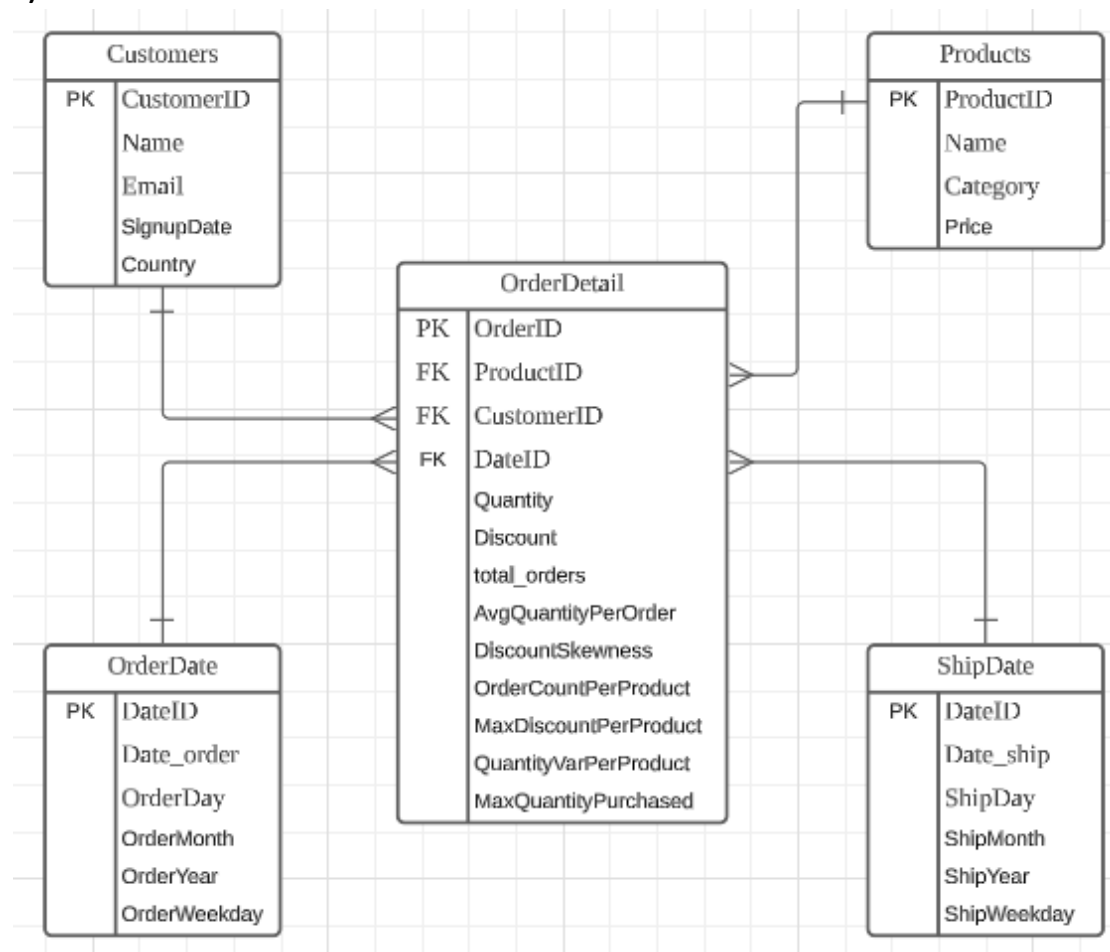 Customers
PK CustomerID
Name
Email
SignupDate
Country
Products
PK ProductID
Name
Category
Price
OrderDetail
PK OrderID
FK ProductID
FK CustomerID
FK DateID
Quantity
Discount
total_orders
AvgQuantityPerOrder
DiscountSkewness
OrderCountPerProduct
MaxDiscountPerProduct
QuantityVarPerProduct
MaxQuantityPurchased
OrderDate
PK DateID
Date_order
OrderDay
OrderMonth
OrderYear
OrderWeekday
ShipDate
PK DateID
Date_ship
ShipDay
ShipMonth
ShipYear
ShipWeekday